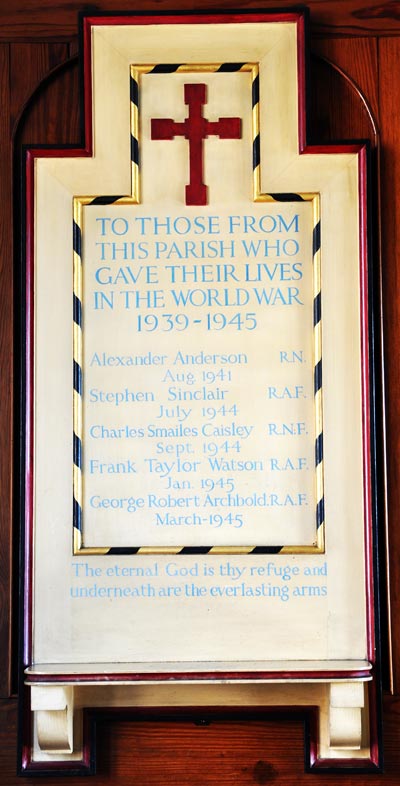 TO THOSE FROM
THIS PARISH WHO
GAVE THEIR LIVES
IN THE WORLD WAR
1939-1945
Alexander Anderson R.N.
Aug 1941
Stephen Sinclair R.A.F.
July 1944
Charles Smailes Caisley R.N.F.
Sept. 1944
Frank Taylor Watson R.A.F.
Jan. 1945
George Robert Archbold. R.A.F.
March-1945
The eternal God is thy refuge and
underneath are the everlasting arms